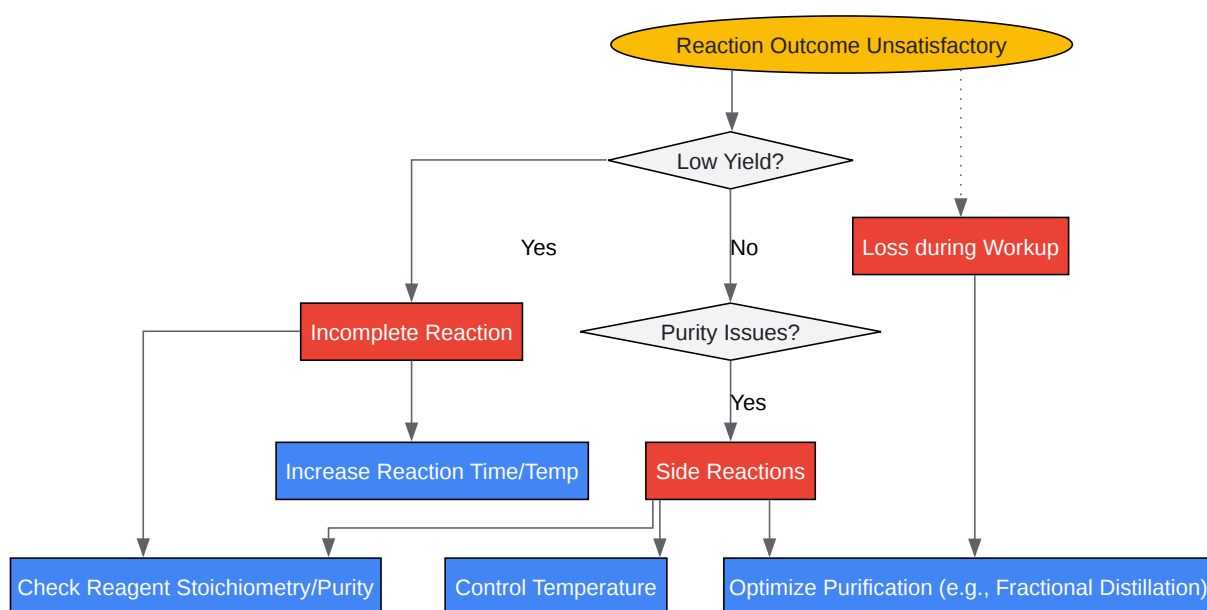 Reaction Outcome Unsatisfactory
Low Yield?
Yes
No
Loss during Workup
Incomplete Reaction
Purity Issues?
Yes
Increase Reaction Time/Temp
Side Reactions
Check Reagent Stoichiometry/Purity
Control Temperature
Optimize Purification (e.g., Fractional Distillation)